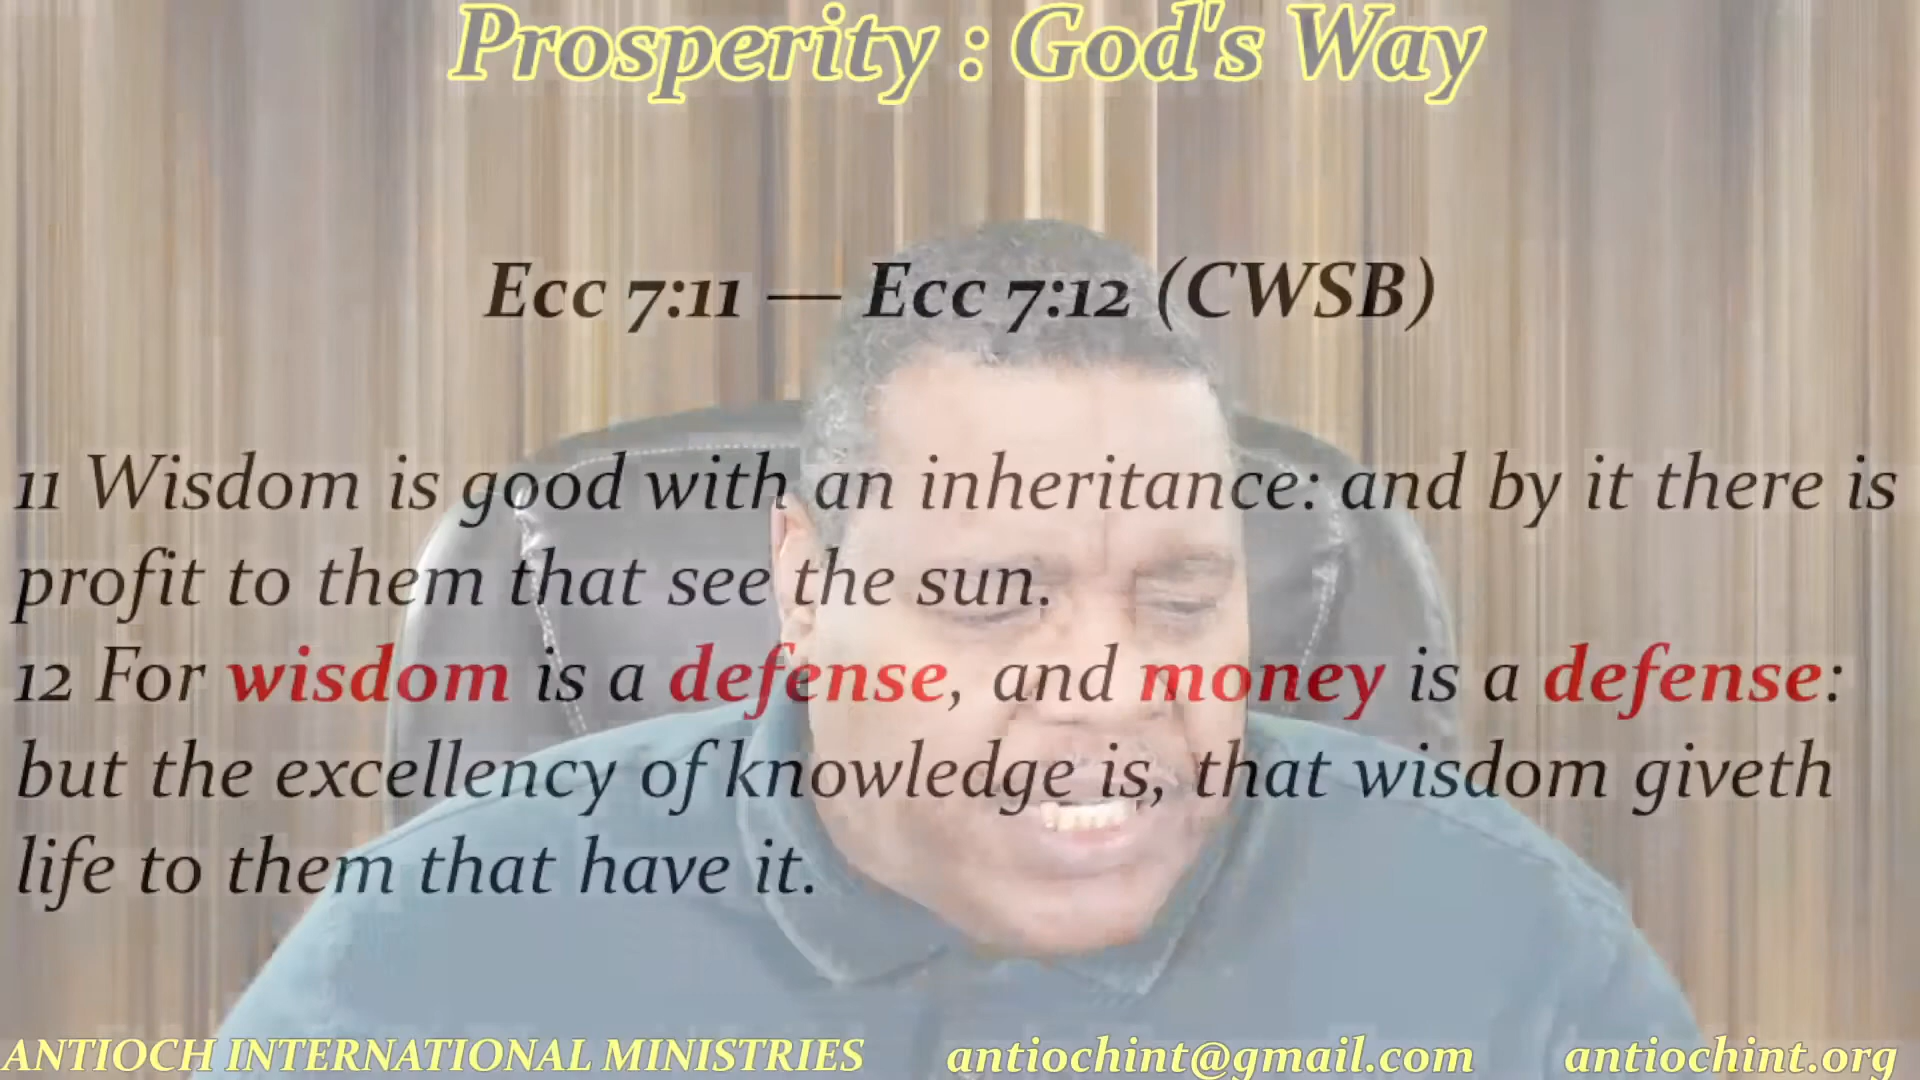 Prosperity : God's Way
Ecc 7:11 — Ecc 7:12 (CWSB)
11 Wisdom is good with an inheritance: and by it there is
profit to them that see the sun.
12 For wisdom is a defense, and money is a defense:
but the excellency of knowledge is, that wisdom giveth
life to them that have it.
ANTIOCH INTERNATIONAL MINISTRIES antiochint@gmail.com antiochint.org